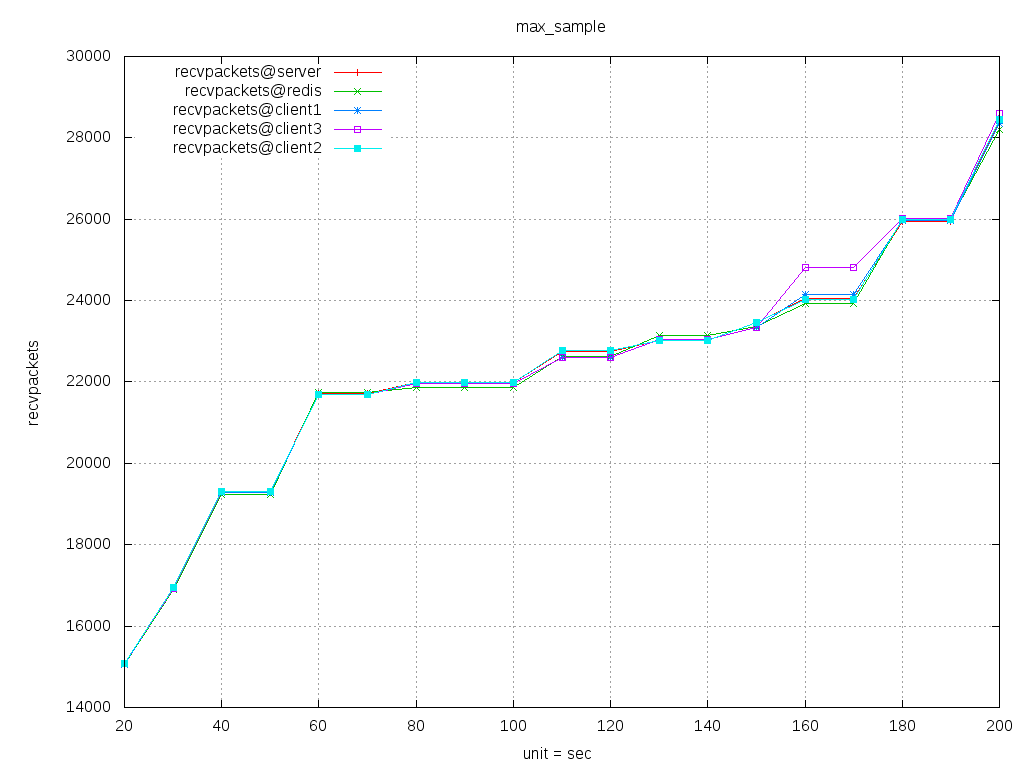 max_sample
30000
28000
26000
24000
22000
20000
18000
16000
14000
recvpackets
recvpackets@server
recvpackets@redis
recvpackets@client1
recvpackets@client3
recvpackets@client2
20 40 60 80 100 120 140 160 180 200
unit = sec